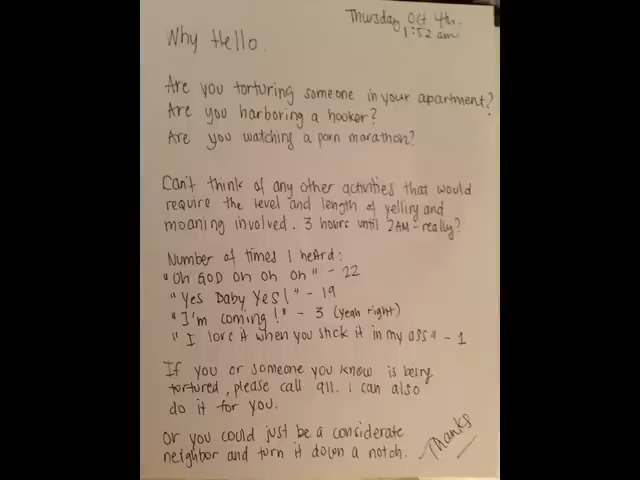 Thursday Oct 4th.
1:52 am
Why Hello.
Are you torturing someone in your apartment?
Are you harboring a hooker?
Are you watching a porn marathon?
Can't think of any other activities that would
require the level and length of yelling and
moaning involved. 3 hours until 2AM - really?
Number of times I heard:
"Oh GOD oh oh oh" - 22
"Yes Baby Yes!" - 19
"I'm coming!" - 3 (yeah right)
"I love it when you stick it in my ass" - 1
If you or someone you know is being
tortured, please call 911. I can also
do it for you.
Or you could just be a considerate
neighbor and turn it down a notch.
Thanks